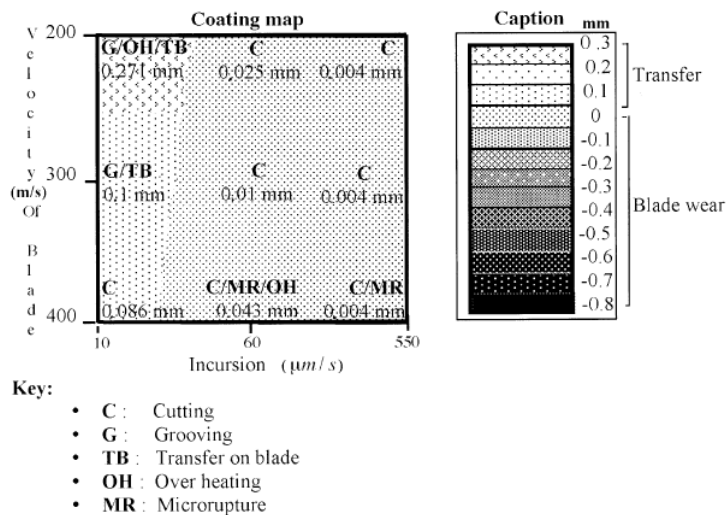 Coating map
Velocity (m/s) Of Blade
200
300
400
G/OH/TB C C
0.271 mm 0.025 mm 0.004 mm
G/TB C C
0.1 mm 0.01 mm 0.004 mm
C C/MR/OH C/MR
0.086 mm 0.043 mm 0.004 mm
10 60 550
Incursion (μm/s)
Caption
mm
0.3
0.2
0.1
0
-0.1
-0.2
-0.3
-0.4
-0.5
-0.6
-0.7
-0.8
Transfer
Blade wear
Key:
• C : Cutting
• G : Grooving
• TB : Transfer on blade
• OH : Over heating
• MR : Microrupture